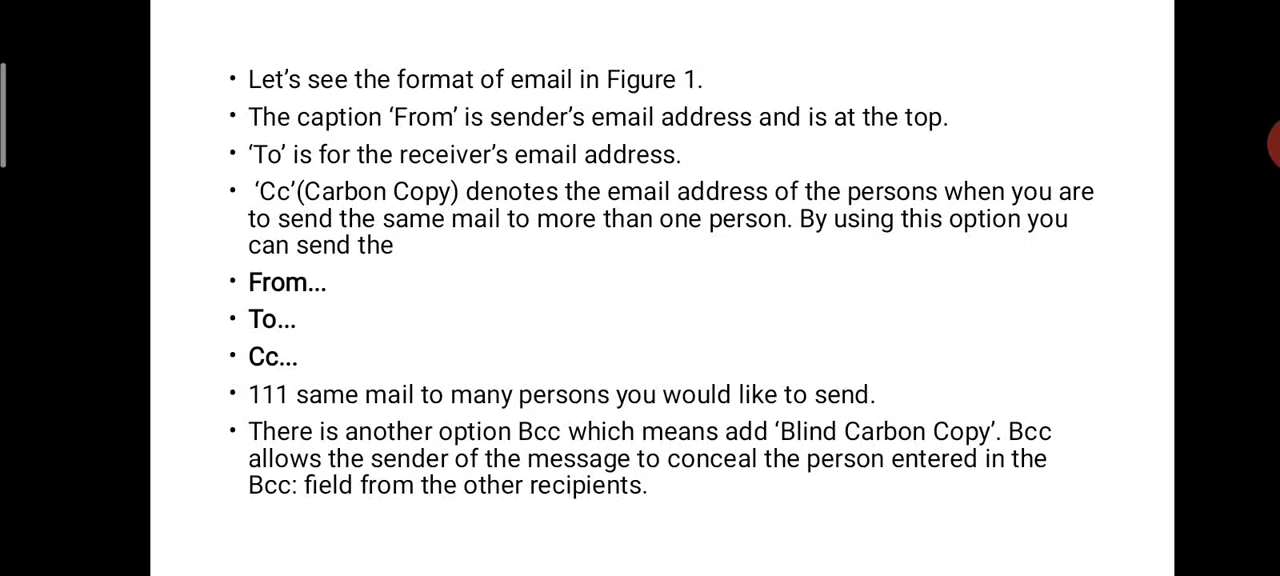 • Let’s see the format of email in Figure 1.
• The caption ‘From’ is sender’s email address and is at the top.
• ‘To’ is for the receiver’s email address.
• ‘Cc’(Carbon Copy) denotes the email address of the persons when you are
to send the same mail to more than one person. By using this option you
can send the
• From...
• To...
• Cc...
• 111 same mail to many persons you would like to send.
• There is another option Bcc which means add ‘Blind Carbon Copy’. Bcc
allows the sender of the message to conceal the person entered in the
Bcc: field from the other recipients.